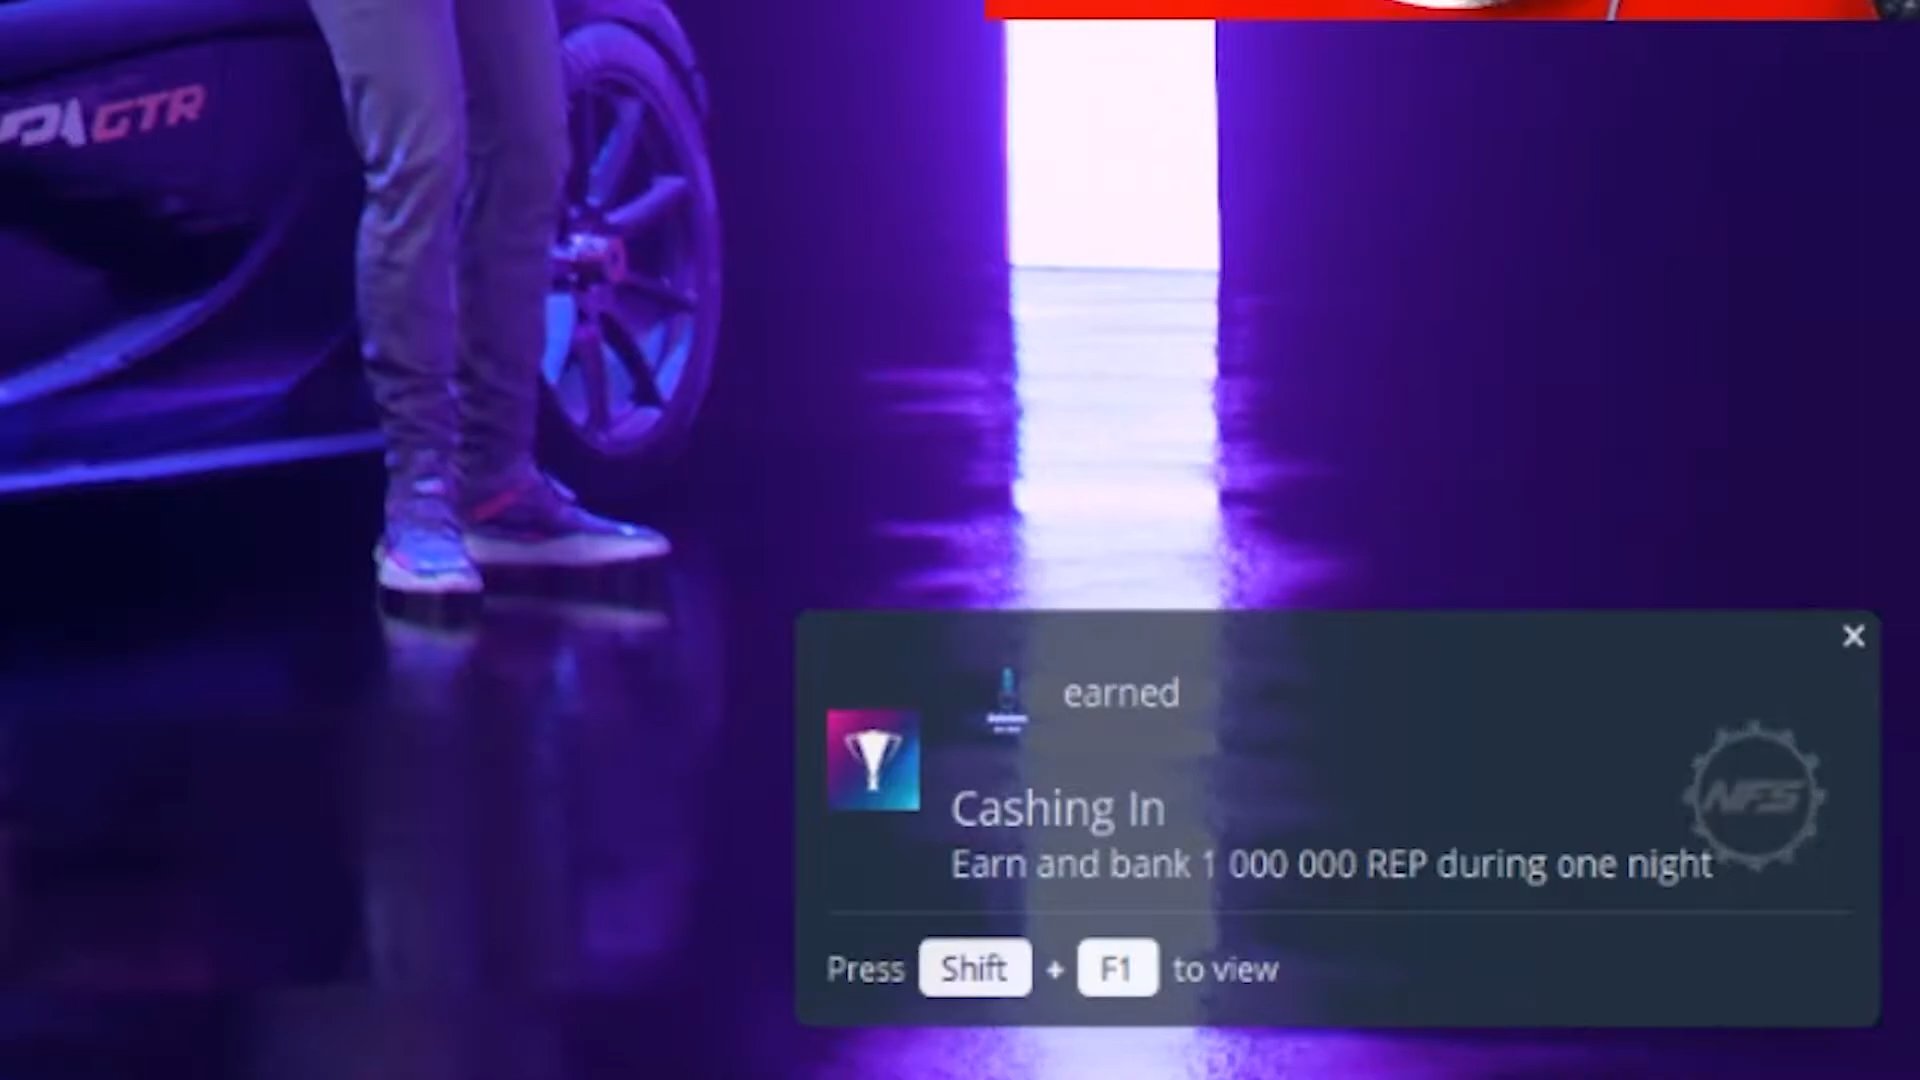 GTR
earned
Cashing In
NFS
Earn and bank 1 000 000 REP during one night
Press Shift + F1 to view